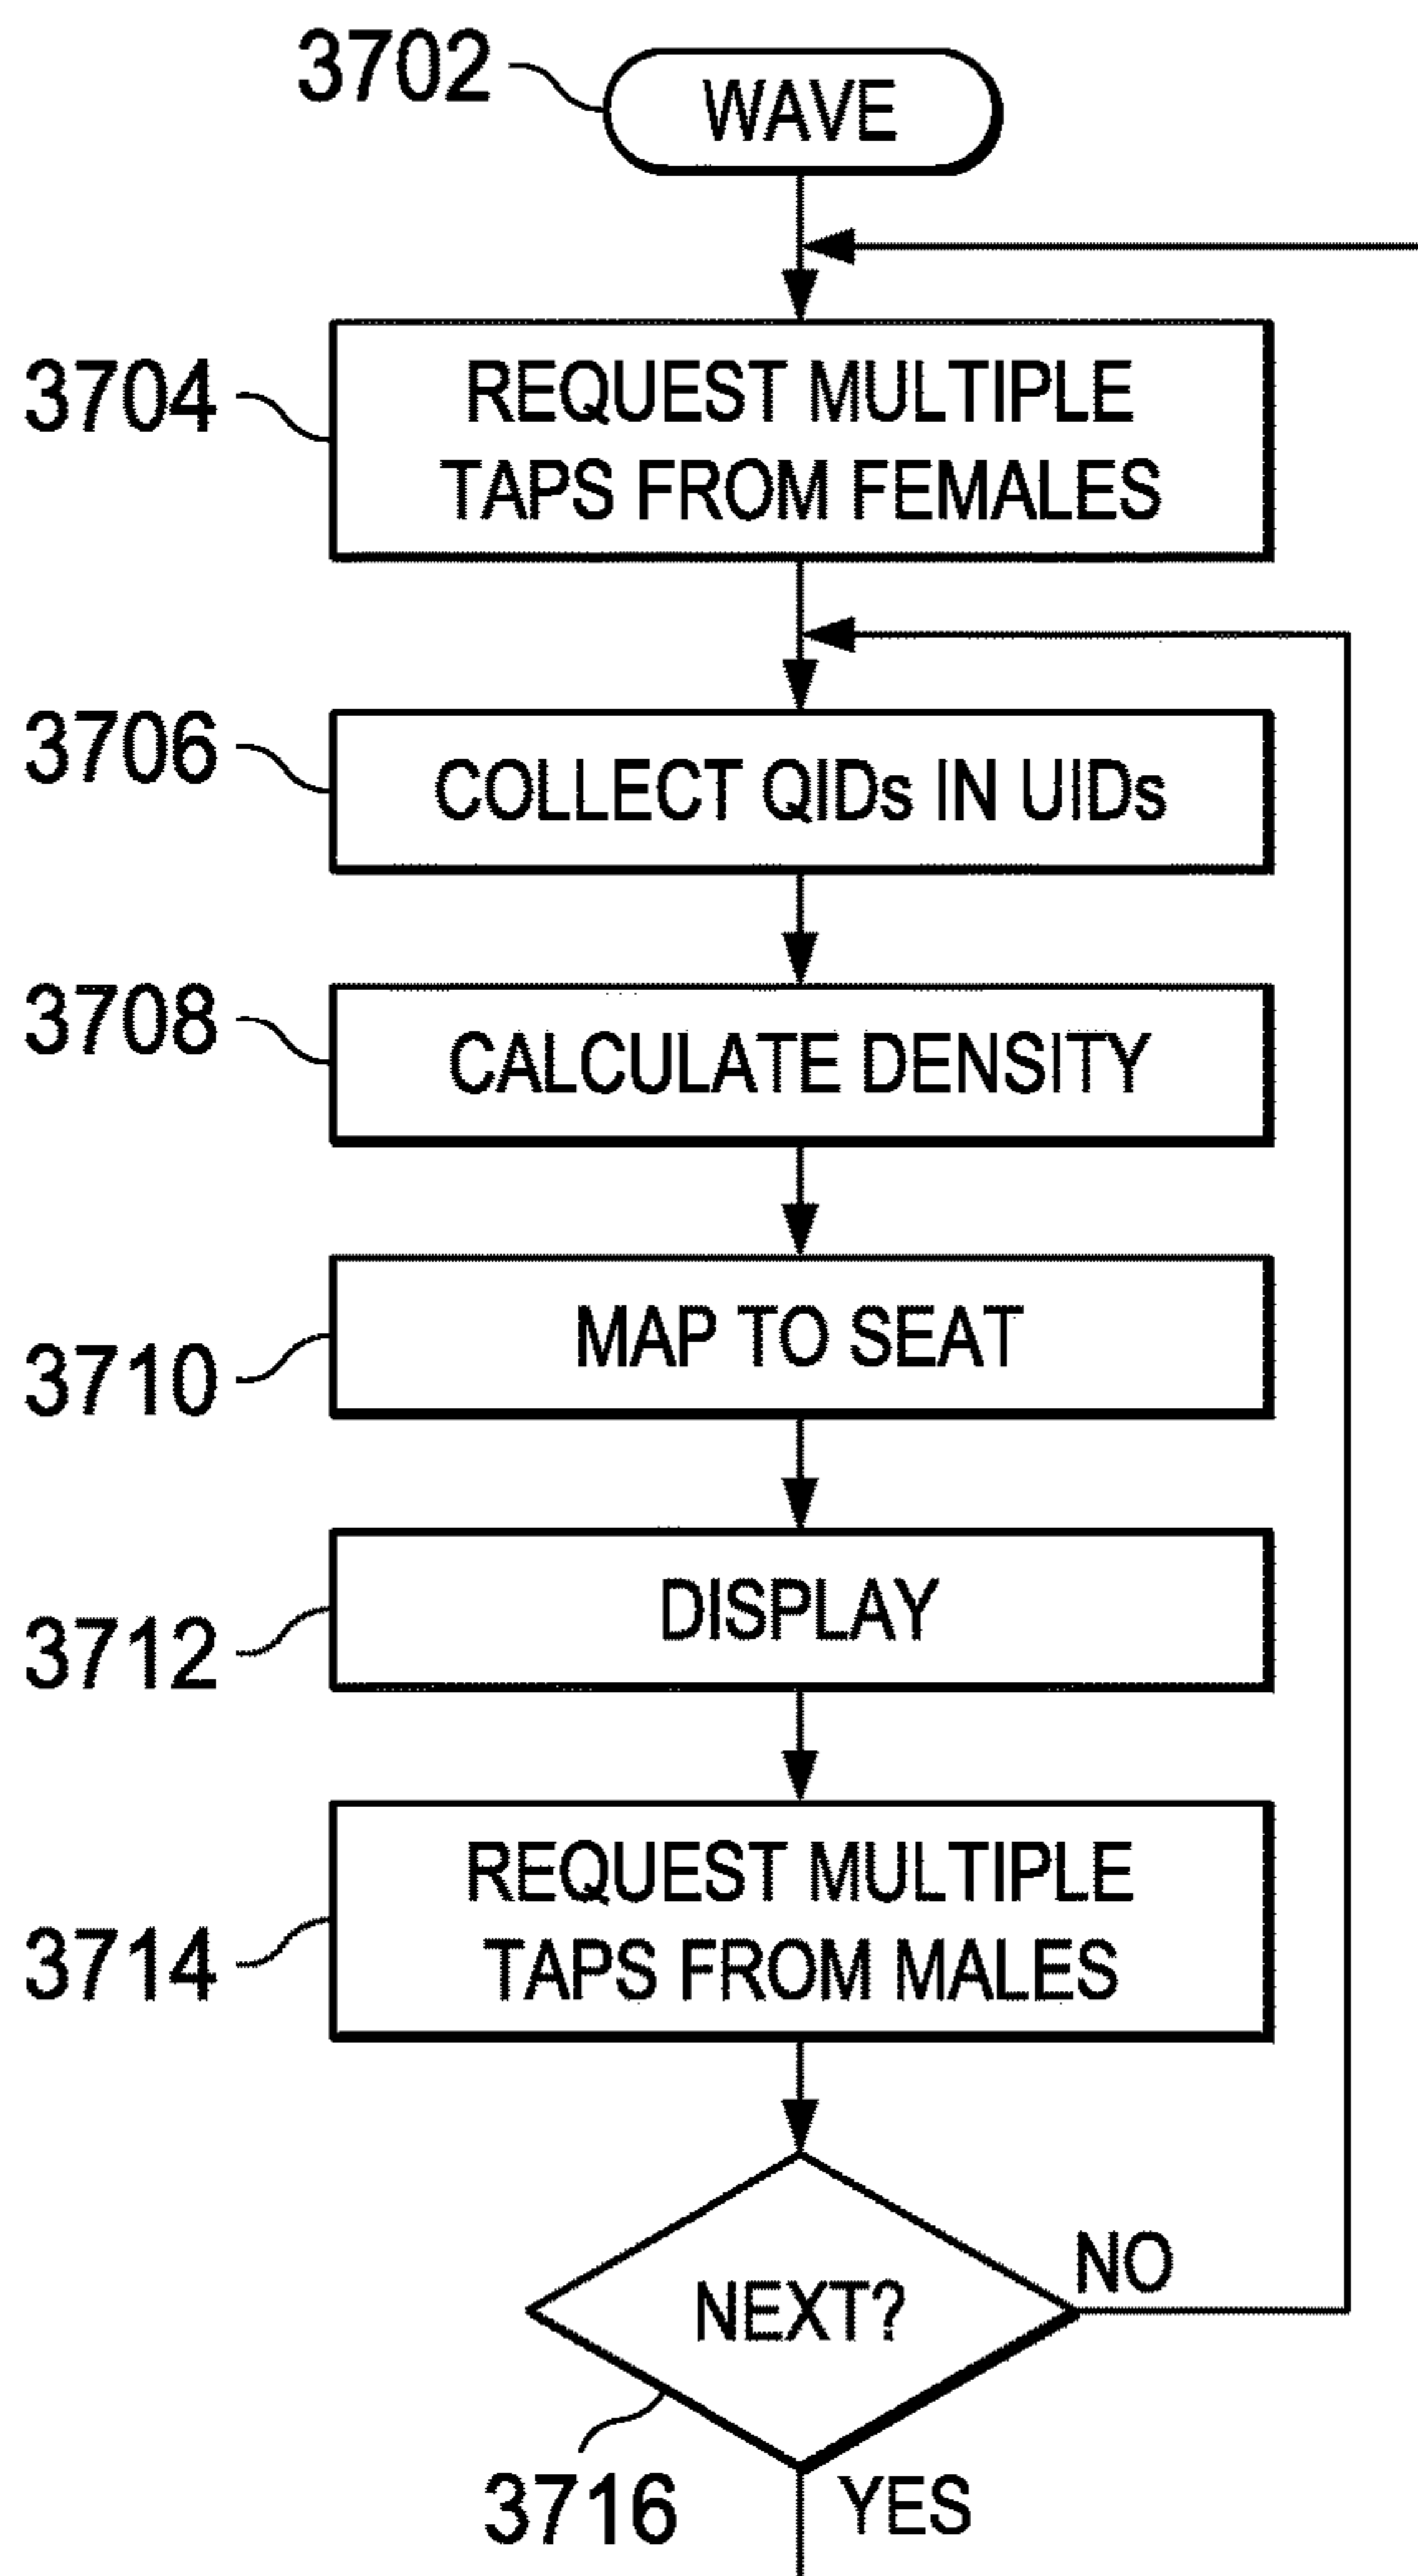 3702
WAVE
3704
REQUEST MULTIPLE
TAPS FROM FEMALES
3706
COLLECT QIDs IN UIDs
3708
CALCULATE DENSITY
3710
MAP TO SEAT
3712
DISPLAY
3714
REQUEST MULTIPLE
TAPS FROM MALES
NEXT?
NO
3716
YES